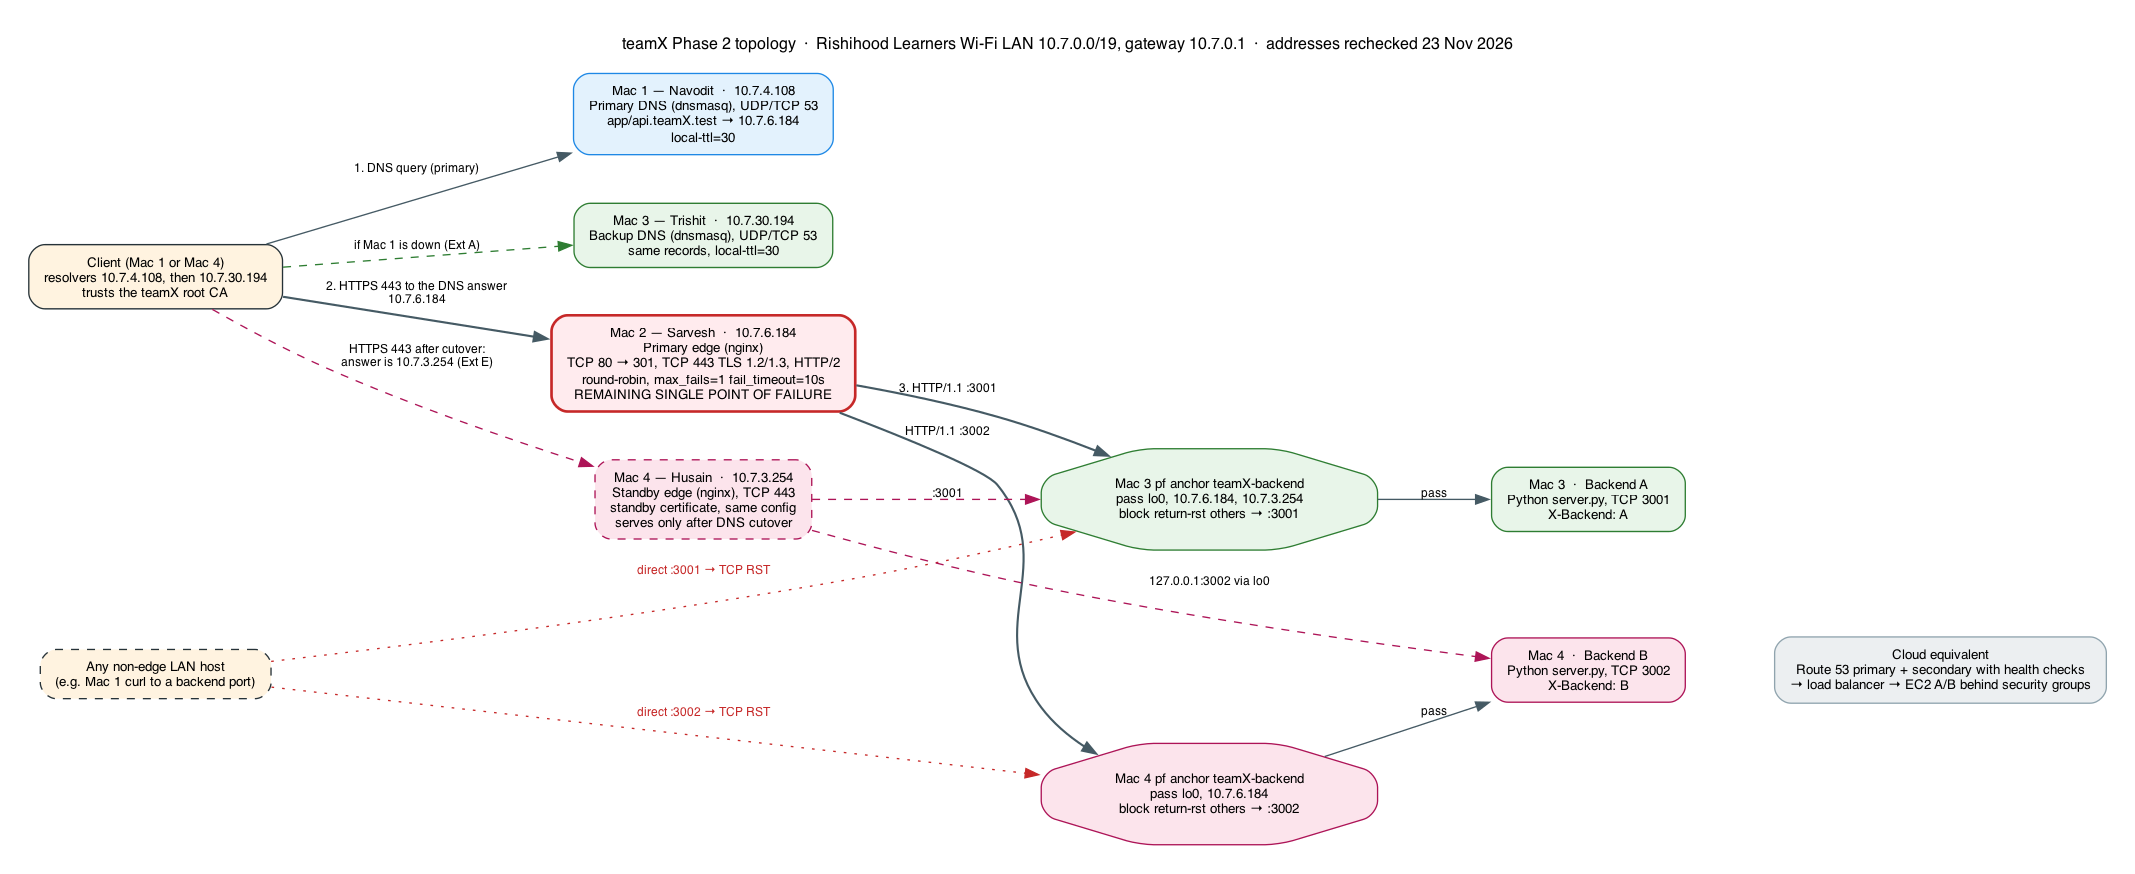 teamX Phase 2 topology · Rishihood Learners Wi-Fi LAN 10.7.0.0/19, gateway 10.7.0.1 · addresses rechecked 23 Nov 2026
Mac 1 — Navodit · 10.7.4.108
Primary DNS (dnsmasq), UDP/TCP 53
app/api.teamX.test → 10.7.6.184
local-ttl=30
1. DNS query (primary)
Mac 3 — Trishit · 10.7.30.194
Backup DNS (dnsmasq), UDP/TCP 53
same records, local-ttl=30
if Mac 1 is down (Ext A)
Client (Mac 1 or Mac 4)
resolvers 10.7.4.108, then 10.7.30.194
trusts the teamX root CA
2. HTTPS 443 to the DNS answer
10.7.6.184
Mac 2 — Sarvesh · 10.7.6.184
Primary edge (nginx)
TCP 80 → 301, TCP 443 TLS 1.2/1.3, HTTP/2
round-robin, max_fails=1 fail_timeout=10s
REMAINING SINGLE POINT OF FAILURE
HTTPS 443 after cutover:
answer is 10.7.3.254 (Ext E)
3. HTTP/1.1 :3001
HTTP/1.1 :3002
Mac 4 — Husain · 10.7.3.254
Standby edge (nginx), TCP 443
standby certificate, same config
serves only after DNS cutover
:3001
Mac 3 pf anchor teamX-backend
pass lo0, 10.7.6.184, 10.7.3.254
block return-rst others → :3001
pass
Mac 3 · Backend A
Python server.py, TCP 3001
X-Backend: A
direct :3001 → TCP RST
127.0.0.1:3002 via lo0
Any non-edge LAN host
(e.g. Mac 1 curl to a backend port)
Mac 4 · Backend B
Python server.py, TCP 3002
X-Backend: B
Cloud equivalent
Route 53 primary + secondary with health checks
→ load balancer → EC2 A/B behind security groups
direct :3002 → TCP RST
pass
Mac 4 pf anchor teamX-backend
pass lo0, 10.7.6.184
block return-rst others → :3002